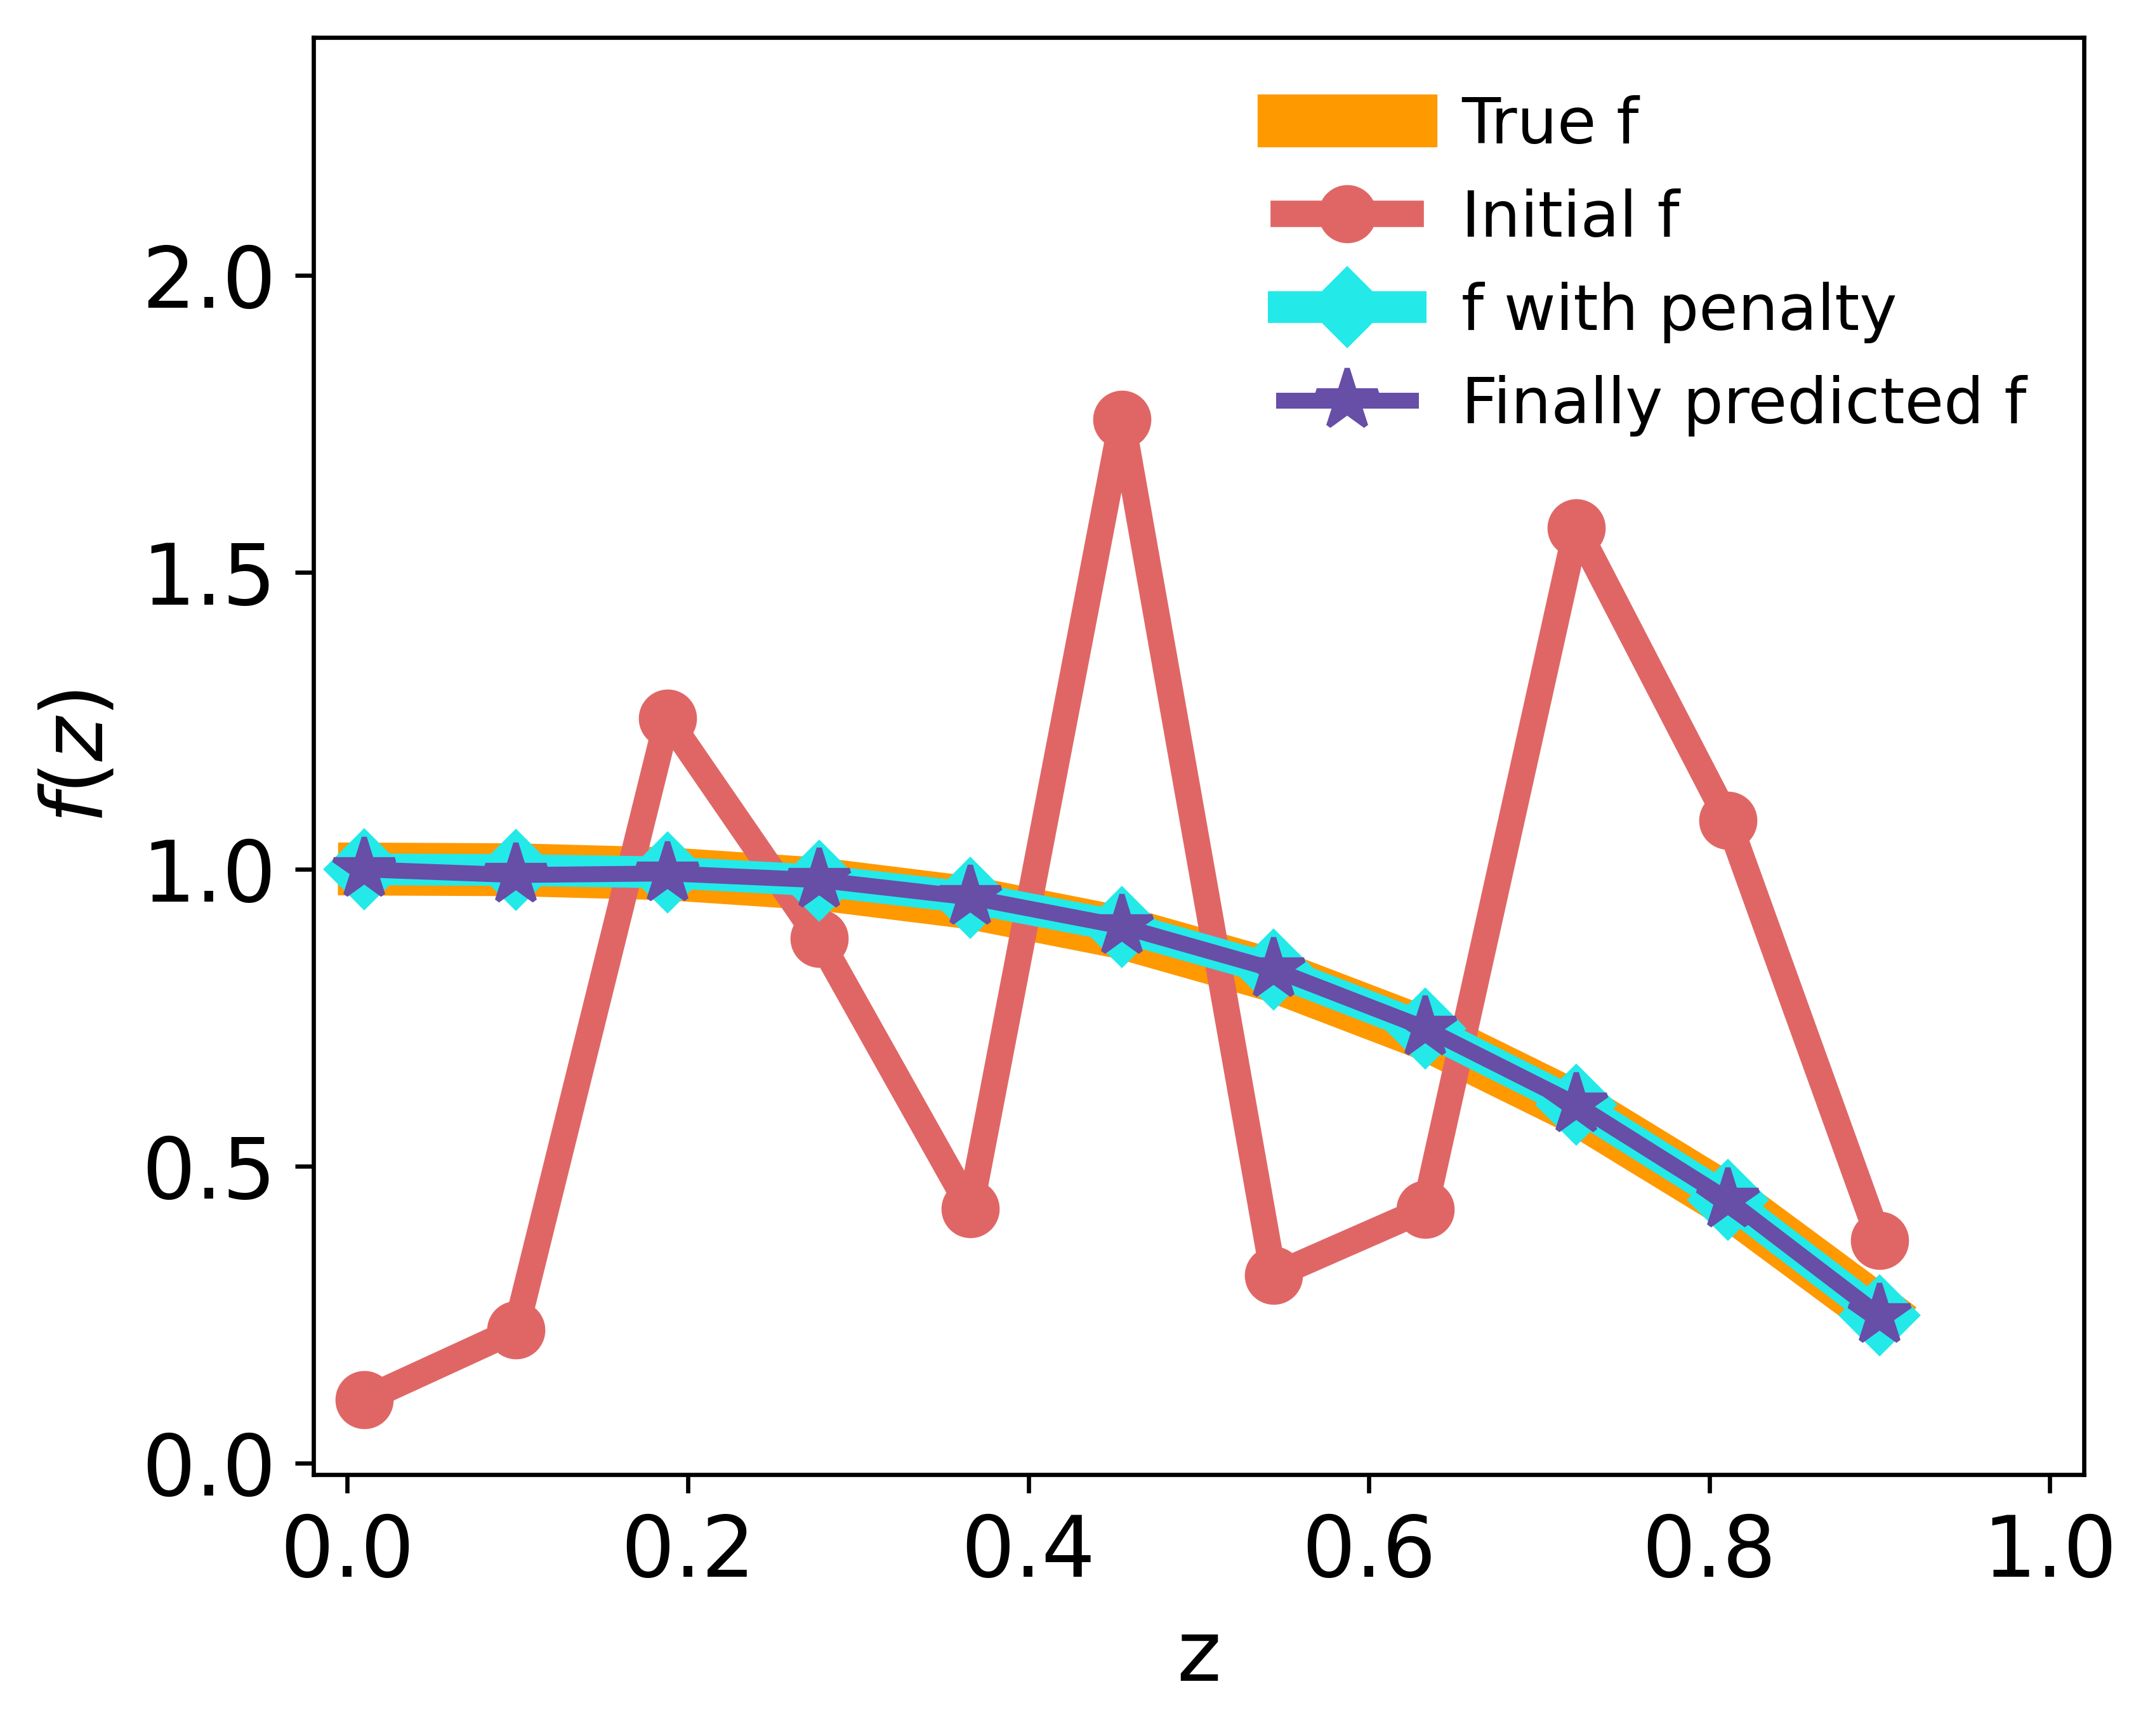 True f
Initial f
f with penalty
Finally predicted f
2.0
1.5
1.0
0.5
0.0
f(z)
0.0 0.2 0.4 0.6 0.8 1.0
z